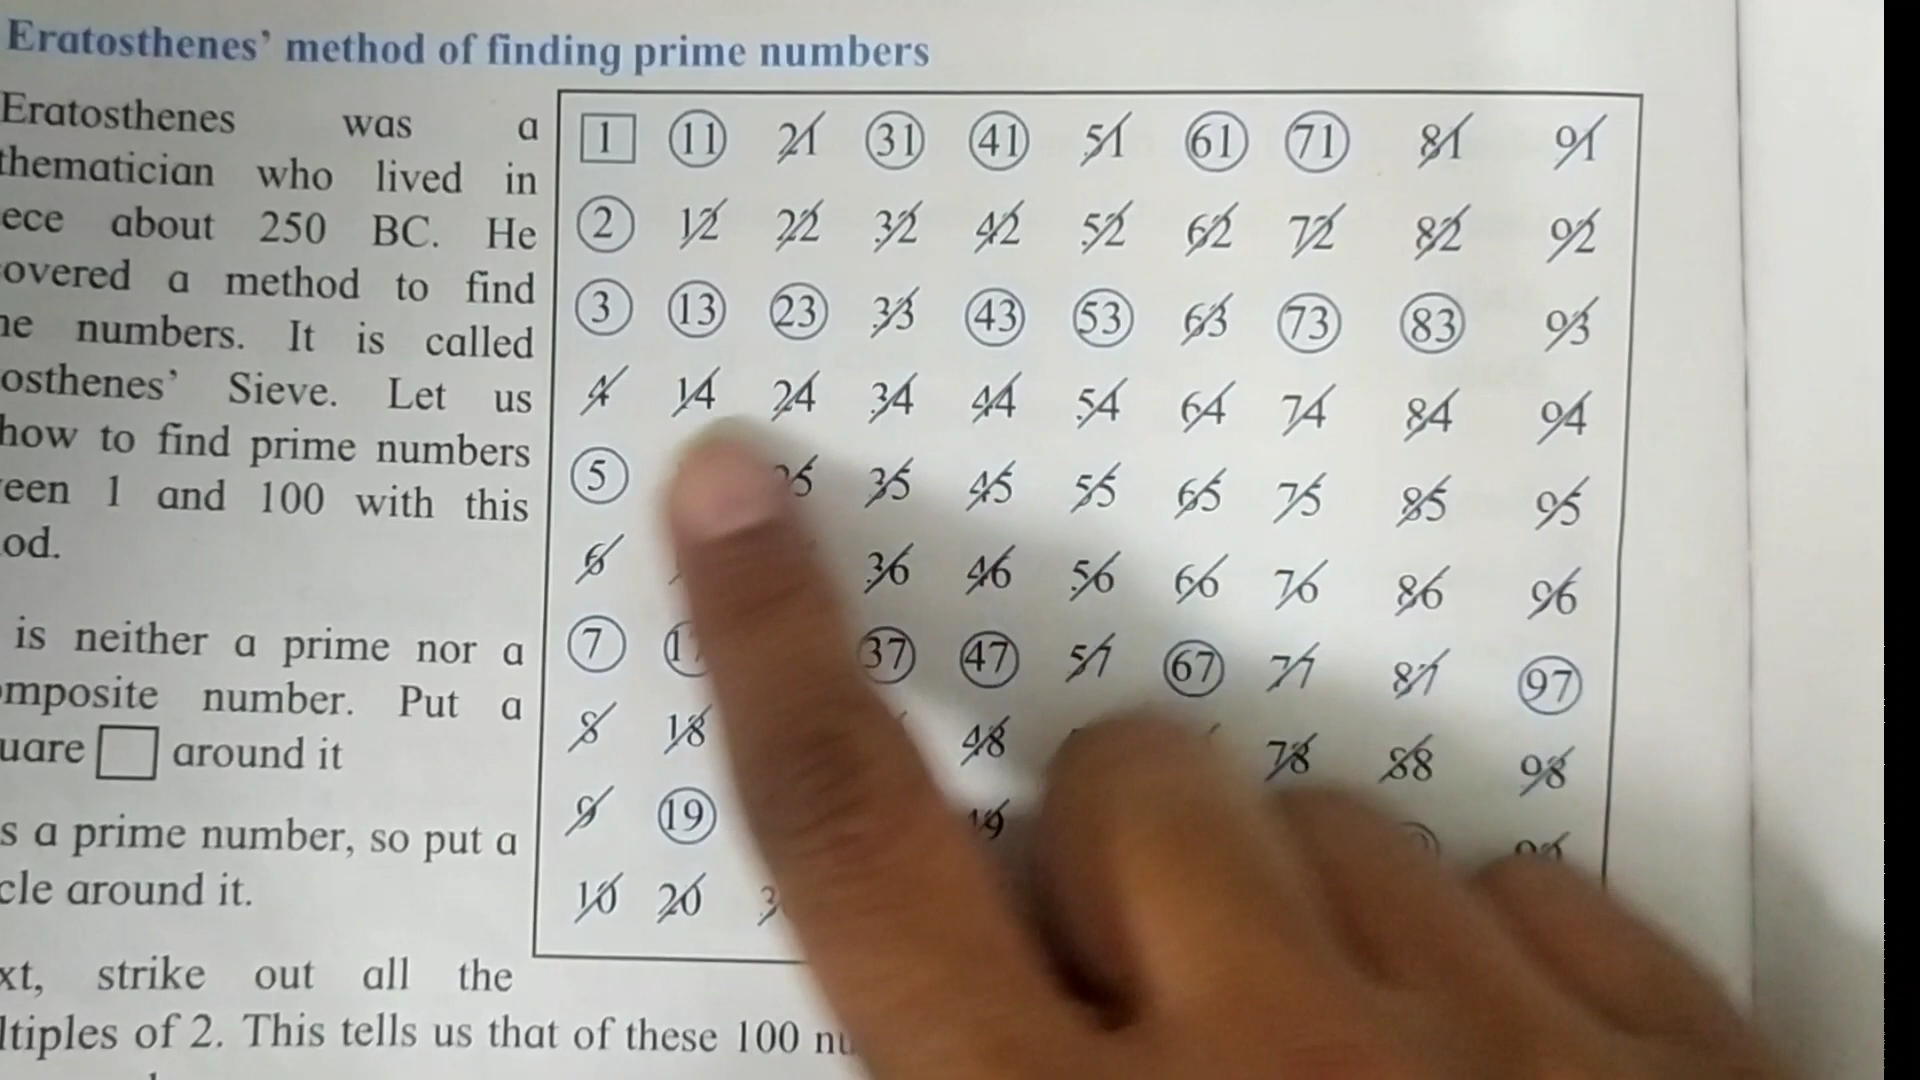 Eratosthenes’ method of finding prime numbers
Eratosthenes was a
thematician who lived in
ece about 250 BC. He
overed a method to find
ne numbers. It is called
osthenes’ Sieve. Let us
how to find prime numbers
een 1 and 100 with this
od.
is neither a prime nor a
mposite number. Put a
uare around it
s a prime number, so put a
cle around it.
xt, strike out all the
ltiples of 2. This tells us that of these 100
1 11 21 31 41 51 61 71 81 91
2 12 22 32 42 52 62 72 82 92
3 13 23 33 43 53 63 73 83 93
4 14 24 34 44 54 64 74 84 94
5 35 45 55 65 75 85 95
6 36 46 56 66 76 86 96
7 37 47 57 67 77 87 97
8 18 48 78 88 98
9 19
10 20